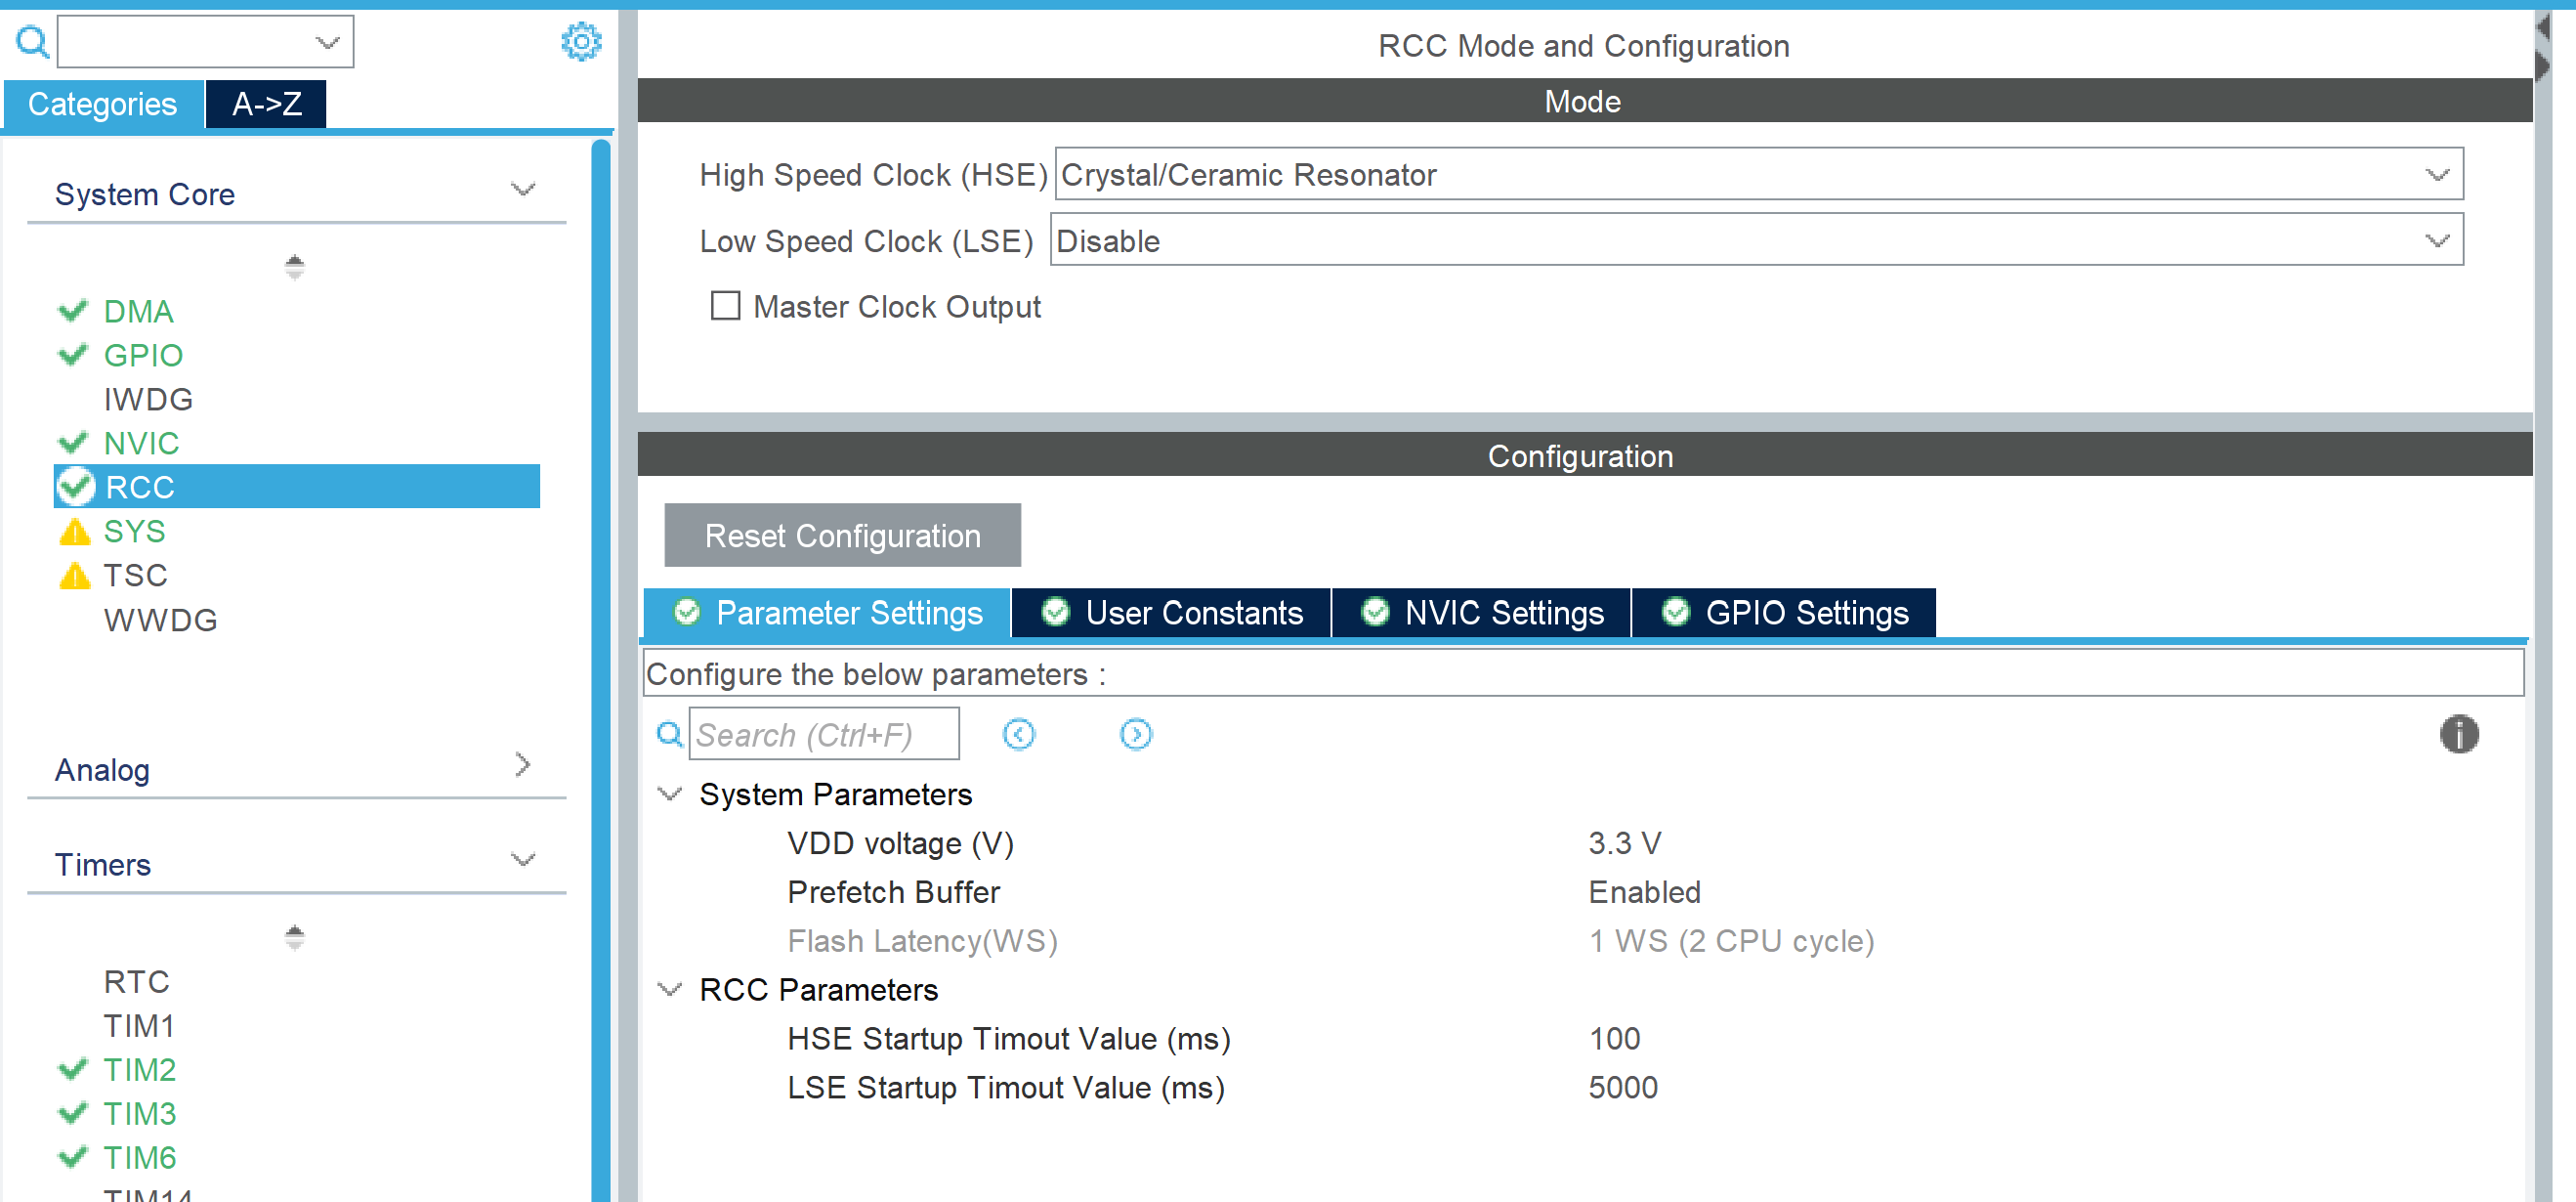 Categories
A->Z
System Core
DMA
GPIO
IWDG
NVIC
RCC
SYS
TSC
WWDG
Analog
Timers
RTC
TIM1
TIM2
TIM3
TIM6
TIM14
RCC Mode and Configuration
Mode
High Speed Clock (HSE) Crystal/Ceramic Resonator
Low Speed Clock (LSE) Disable
Master Clock Output
Configuration
Reset Configuration
Parameter Settings
User Constants
NVIC Settings
GPIO Settings
Configure the below parameters :
Search (Ctrl+F)
System Parameters
VDD voltage (V) 3.3 V
Prefetch Buffer Enabled
Flash Latency(WS) 1 WS (2 CPU cycle)
RCC Parameters
HSE Startup Timout Value (ms) 100
LSE Startup Timout Value (ms) 5000